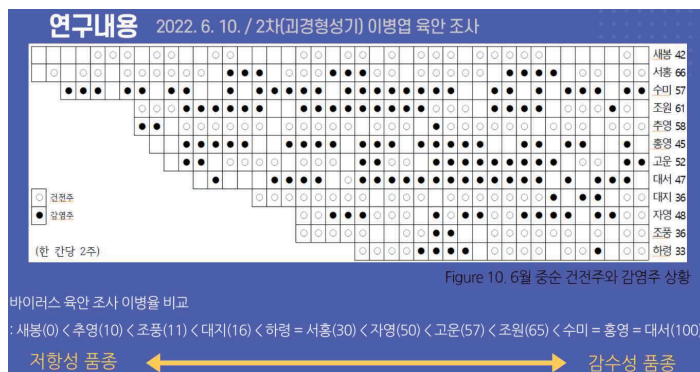 연구내용 2022. 6. 10. / 2차(괴경형성기) 이병엽 육안 조사
새봉 42
서홍 66
수미 57
조원 61
추영 58
홍영 45
고운 52
대서 47
대지 36
자영 48
조풍 36
하령 33
○ 건전주
● 감염주
(한 칸당 2주)
Figure 10. 6월 중순 건전주와 감염주 상황
바이러스 육안 조사 이병율 비교
: 새봉(0) < 추영(10) < 조풍(11) < 대지(16) < 하령 = 서홍(30) < 자영(50) < 고운(57) < 조원(65) < 수미 = 홍영 = 대서(100)
저항성 품종 감수성 품종